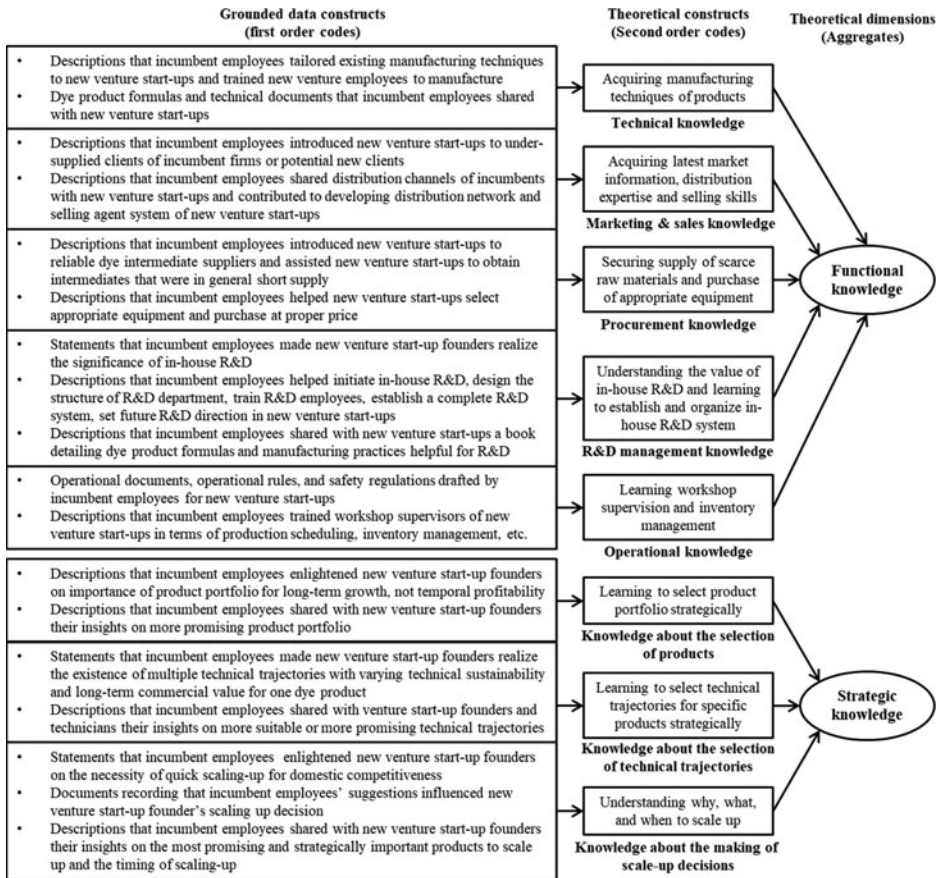 Grounded data constructs
(first order codes)
Theoretical constructs
(Second order codes)
Theoretical dimensions
(Aggregates)
• Descriptions that incumbent employees tailored existing manufacturing techniques
to new venture start-ups and trained new venture employees to manufacture
• Dye product formulas and technical documents that incumbent employees shared
with new venture start-ups
Acquiring manufacturing
techniques of products
Technical knowledge
• Descriptions that incumbent employees introduced new venture start-ups to under-
supplied clients of incumbent firms or potential new clients
• Descriptions that incumbent employees shared distribution channels of incumbents
with new venture start-ups and contributed to developing distribution network and
selling agent system of new venture start-ups
Acquiring latest market
information, distribution
expertise and selling skills
Marketing & sales knowledge
• Descriptions that incumbent employees introduced new venture start-ups to
reliable dye intermediate suppliers and assisted new venture start-ups to obtain
intermediates that were in general short supply
• Descriptions that incumbent employees helped new venture start-ups select
appropriate equipment and purchase at proper price
Securing supply of scarce
raw materials and purchase
of appropriate equipment
Procurement knowledge
Functional
knowledge
• Statements that incumbent employees made new venture start-up founders realize
the significance of in-house R&D
• Descriptions that incumbent employees helped initiate in-house R&D, design the
structure of R&D department, train R&D employees, establish a complete R&D
system, set future R&D direction in new venture start-ups
• Descriptions that incumbent employees shared with new venture start-ups a book
detailing dye product formulas and manufacturing practices helpful for R&D
Understanding the value of
in-house R&D and learning
to establish and organize in-
house R&D system
R&D management knowledge
• Operational documents, operational rules, and safety regulations drafted by
incumbent employees for new venture start-ups
• Descriptions that incumbent employees trained workshop supervisors of new
venture start-ups in terms of production scheduling, inventory management, etc.
Learning workshop
supervision and inventory
management
Operational knowledge
• Descriptions that incumbent employees enlightened new venture start-up founders
on importance of product portfolio for long-term growth, not temporal profitability
• Descriptions that incumbent employees shared with new venture start-up founders
their insights on more promising product portfolio
Learning to select product
portfolio strategically
Knowledge about the selection
of products
• Statements that incumbent employees made new venture start-up founders realize
the existence of multiple technical trajectories with varying technical sustainability
and long-term commercial value for one dye product
• Descriptions that incumbent employees shared with venture start-up founders and
technicians their insights on more suitable or more promising technical trajectories
Learning to select technical
trajectories for specific
products strategically
Knowledge about the selection
of technical trajectories
Strategic
knowledge
• Statements that incumbent employees enlightened new venture start-up founders
on the necessity of quick scaling-up for domestic competitiveness
• Documents recording that incumbent employees’ suggestions influenced new
venture start-up founder’s scaling up decision
• Descriptions that incumbent employees shared with new venture start-up founders
their insights on the most promising and strategically important products to scale
up and the timing of scaling-up
Understanding why, what,
and when to scale up
Knowledge about the making of
scale-up decisions